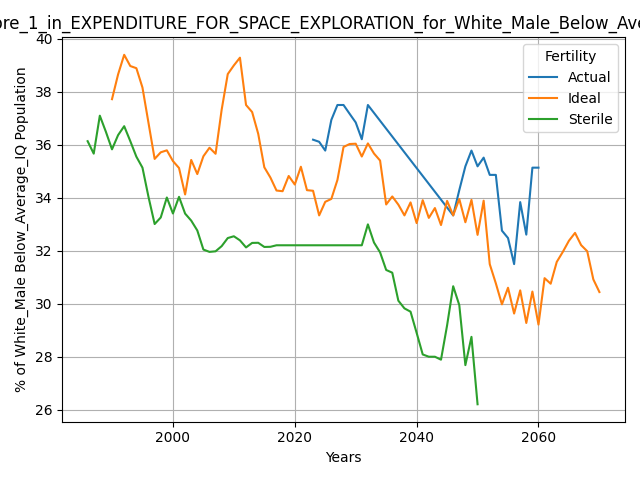 ore_1_in_EXPENDITURE_FOR_SPACE_EXPLORATION_for_White_Male_Below_Ave
% of White_Male Below_Average_IQ Population
40
38
36
34
32
30
28
26
Fertility
Actual
Ideal
Sterile
2000
2020
2040
2060
Years